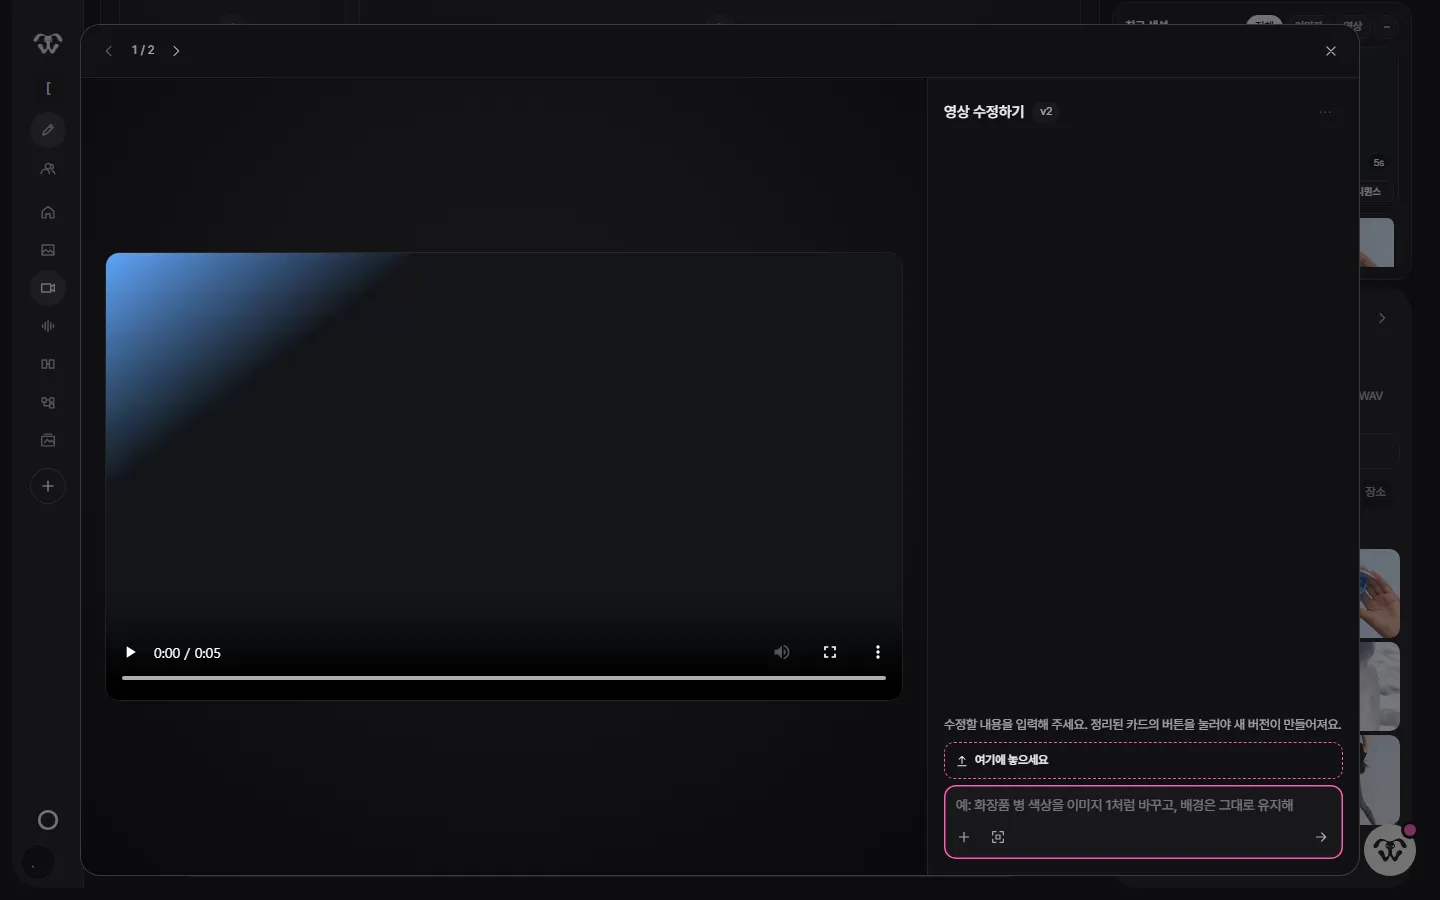 1 / 2
영상 수정하기 v2
5s
WAV
장소
0:00 / 0:05
수정할 내용을 입력해 주세요. 정리된 카드의 버튼을 눌러야 새 버전이 만들어져요.
여기에 놓으세요
예: 화장품 병 색상을 이미지 1처럼 바꾸고, 배경은 그대로 유지해